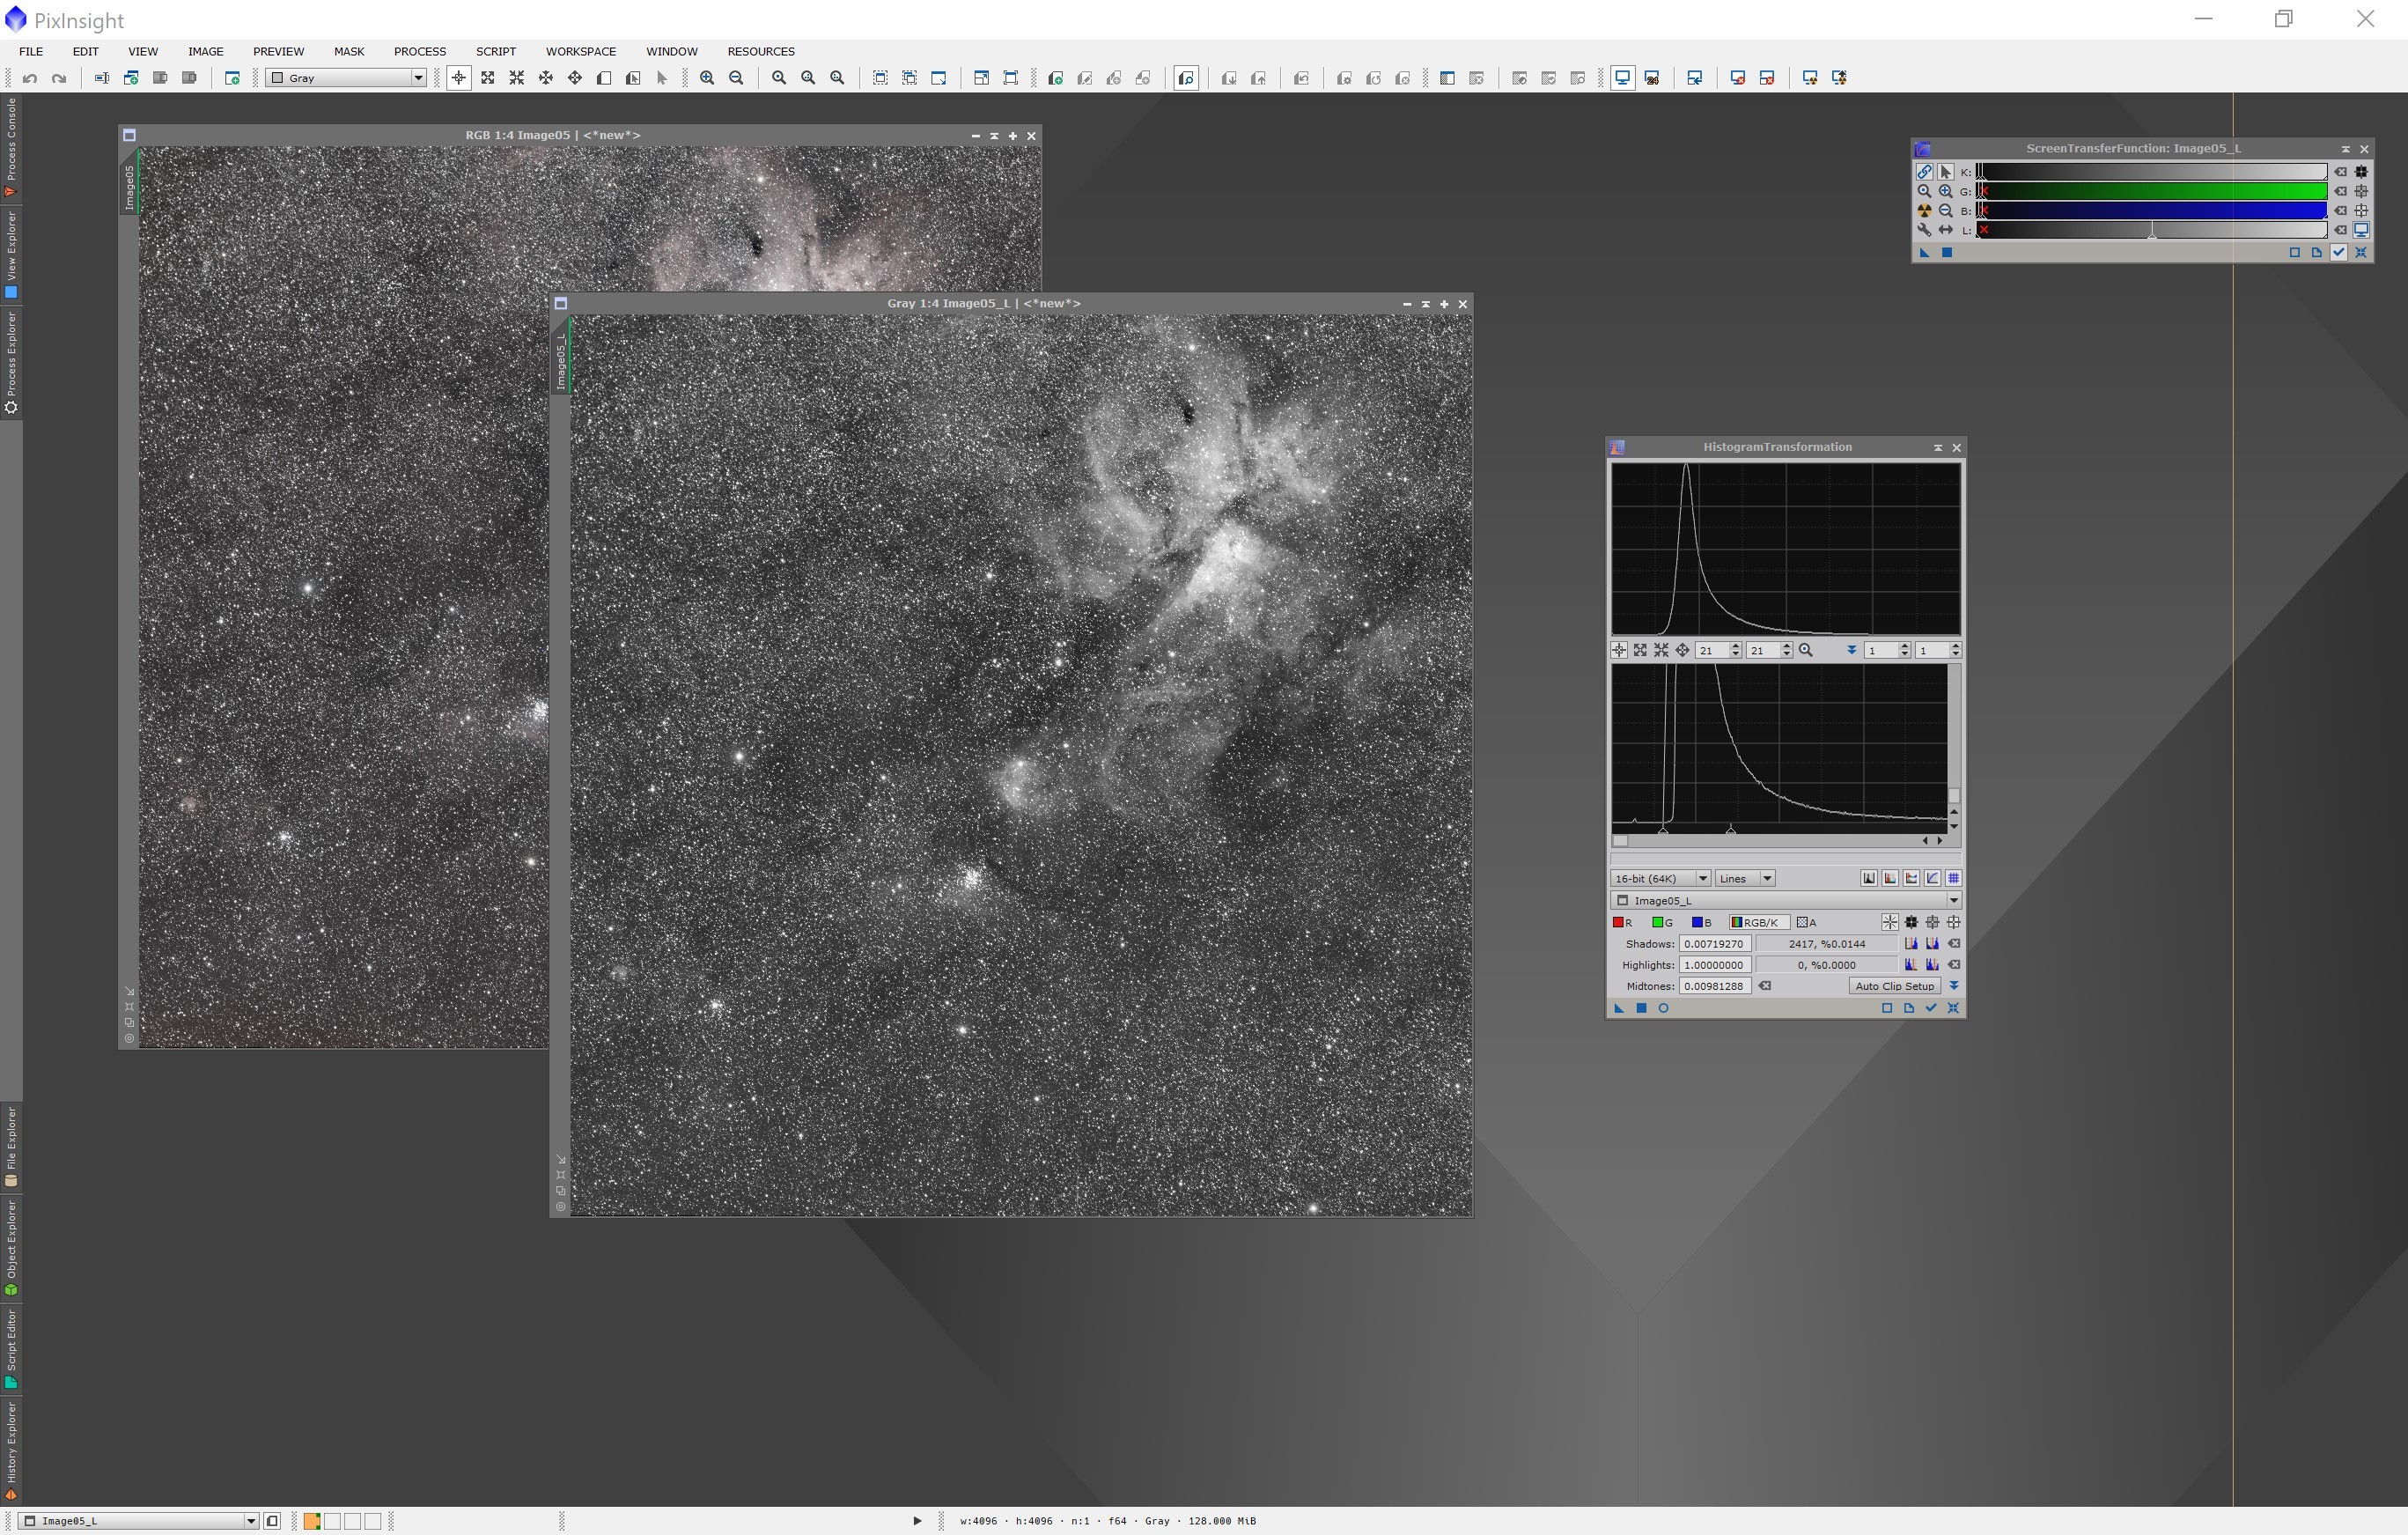 PixInsight
FILE EDIT VIEW IMAGE PREVIEW MASK PROCESS SCRIPT WORKSPACE WINDOW RESOURCES
Gray
Process Console
View Explorer
Process Explorer
File Explorer
Object Explorer
Script Editor
History Explorer
RGB 1:4 Image05 | <*new*>
Image05
Gray 1:4 Image05_L | <*new*>
Image05_L
ScreenTransferFunction: Image05_L
K:
G:
B:
L:
HistogramTransformation
21 21 1 1
16-bit (64K) Lines
Image05_L
R G B RGB/K A
Shadows: 0.00719270 2417, %0.0144
Highlights: 1.00000000 0, %0.0000
Midtones: 0.00981288 Auto Clip Setup
Image05_L
w:4096 · h:4096 · n:1 · f64 · Gray · 128.000 MiB